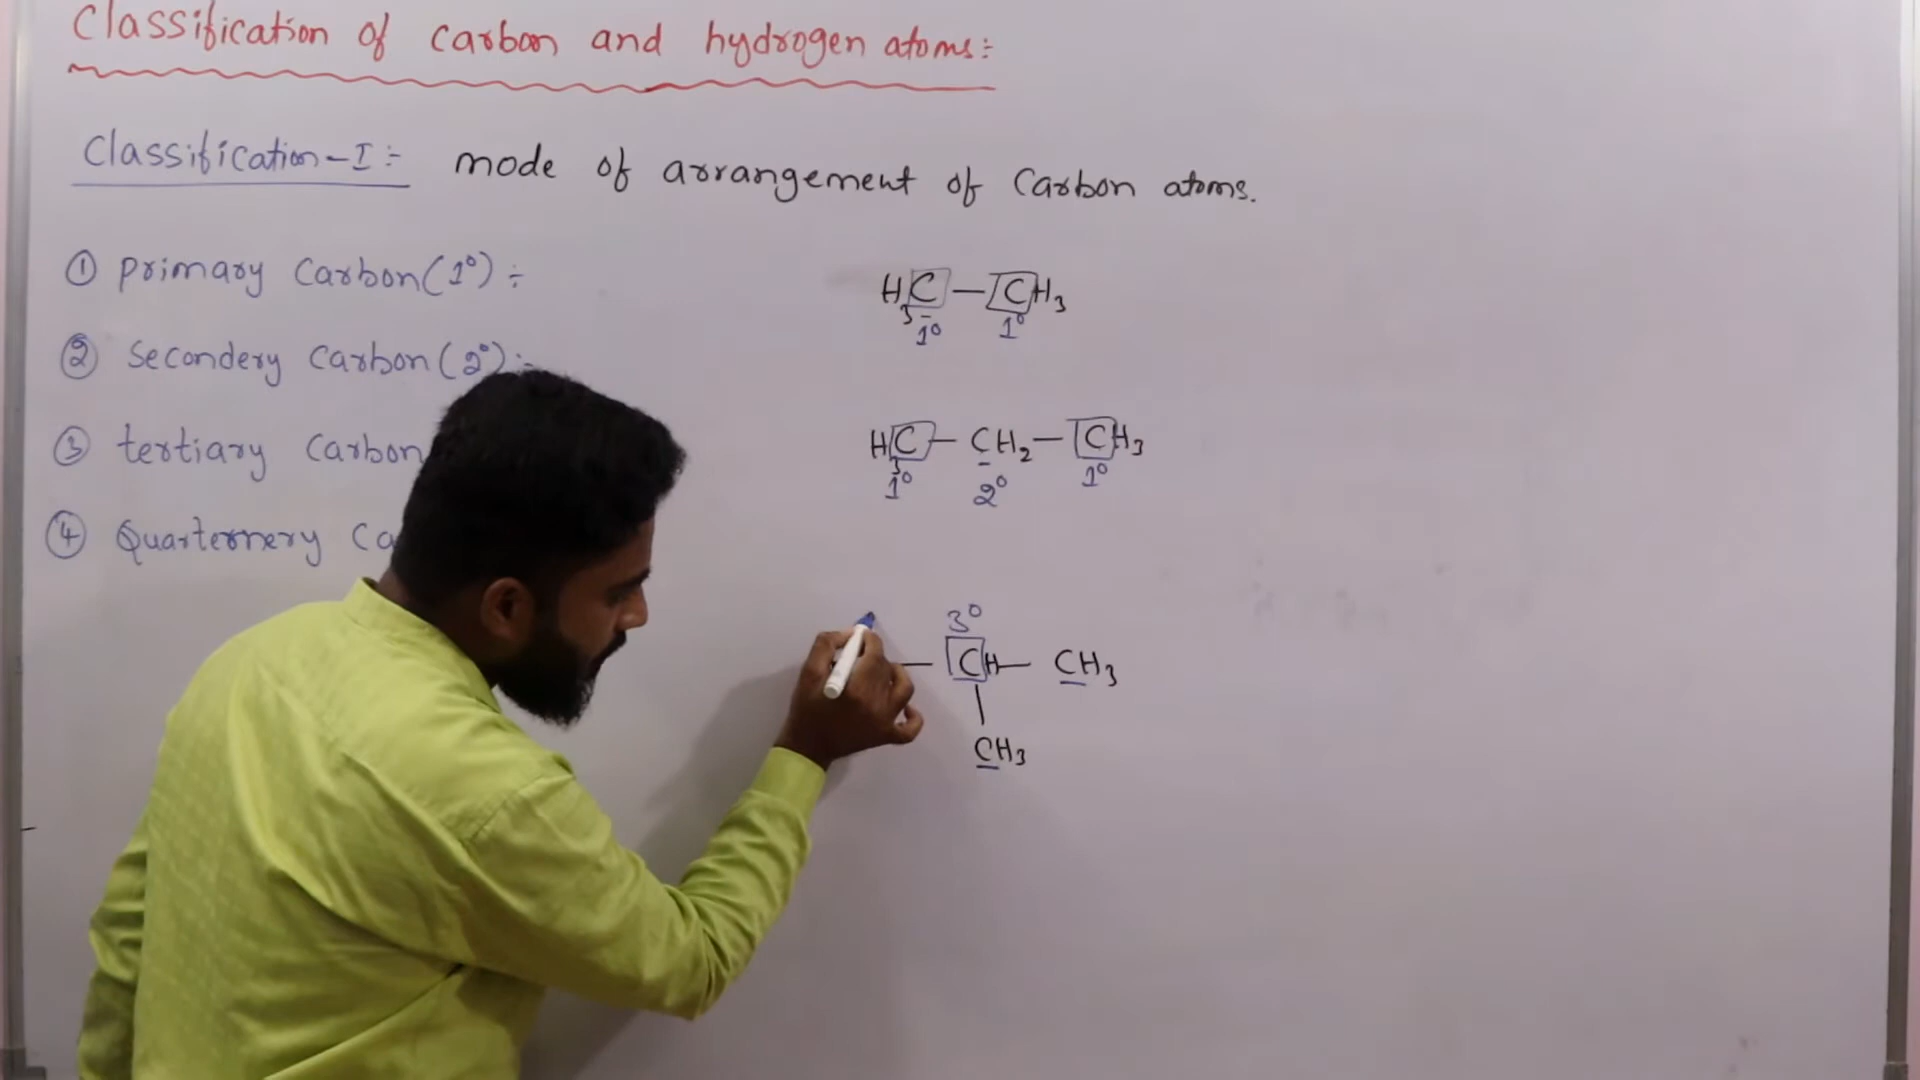 Classification of carbon and hydrogen atoms:-
Classification-I:- mode of arrangement of Carbon atoms.
① primary Carbon (1°) :-
H₃C — CH₃
1° 1°
② Secondery Carbon (2°) :-
③ tertiary Carbon
H₃C — CH₂ — CH₃
1° 2° 1°
④ Quarternery Ca
3°
— CH — CH₃
CH₃